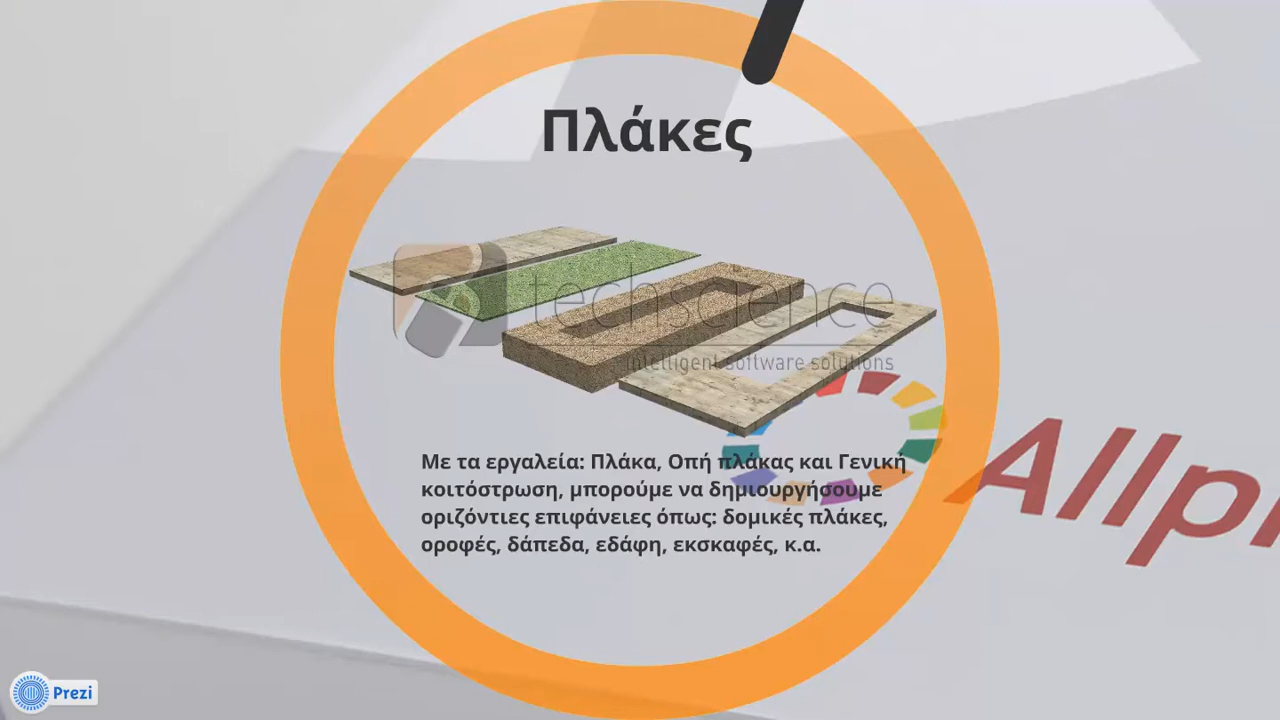 Πλάκες
techscience
intelligent software solutions
Με τα εργαλεία: Πλάκα, Οπή πλάκας και Γενική
κοιτόστρωση, μπορούμε να δημιουργήσουμε
οριζόντιες επιφάνειες όπως: δομικές πλάκες,
οροφές, δάπεδα, εδάφη, εκσκαφές, κ.α.
Prezi